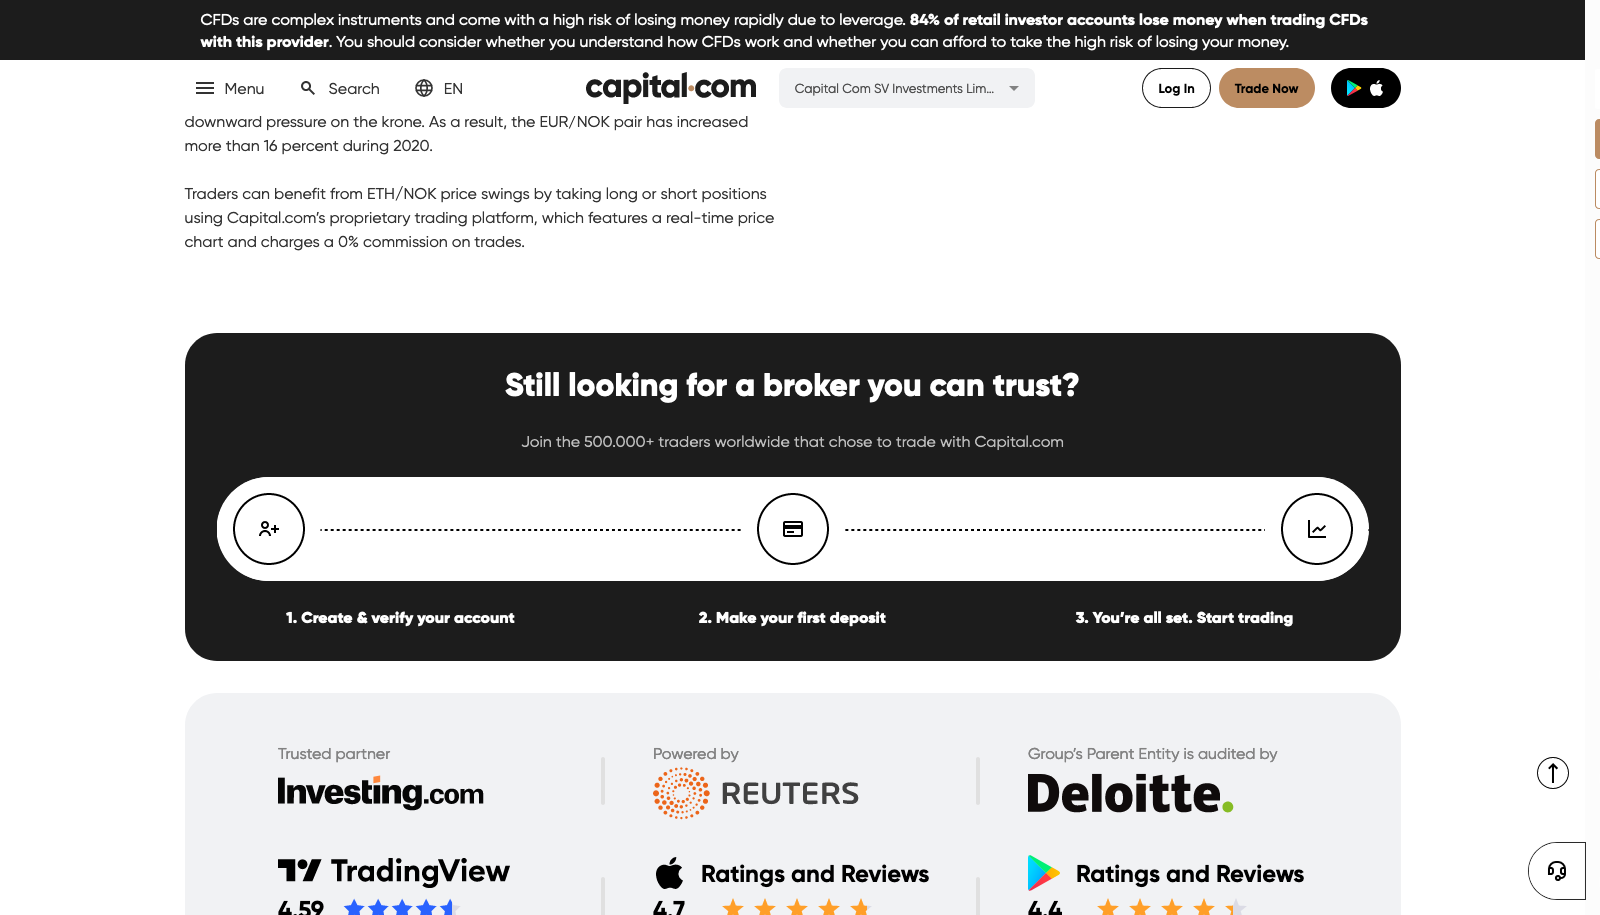 CFDs are complex instruments and come with a high risk of losing money rapidly due to leverage. 84% of retail investor accounts lose money when trading CFDs
with this provider. You should consider whether you understand how CFDs work and whether you can afford to take the high risk of losing your money.
Menu
Search
EN
capital.com
Capital Com SV Investments Lim...
Log In
Trade Now
downward pressure on the krone. As a result, the EUR/NOK pair has increased
more than 16 percent during 2020.
Traders can benefit from ETH/NOK price swings by taking long or short positions
using Capital.com’s proprietary trading platform, which features a real-time price
chart and charges a 0% commission on trades.
Still looking for a broker you can trust?
Join the 500.000+ traders worldwide that chose to trade with Capital.com
1. Create & verify your account
2. Make your first deposit
3. You’re all set. Start trading
Trusted partner
Investing.com
Powered by
REUTERS
Group’s Parent Entity is audited by
Deloitte.
TradingView
4.59
Ratings and Reviews
4.7
Ratings and Reviews
4.4